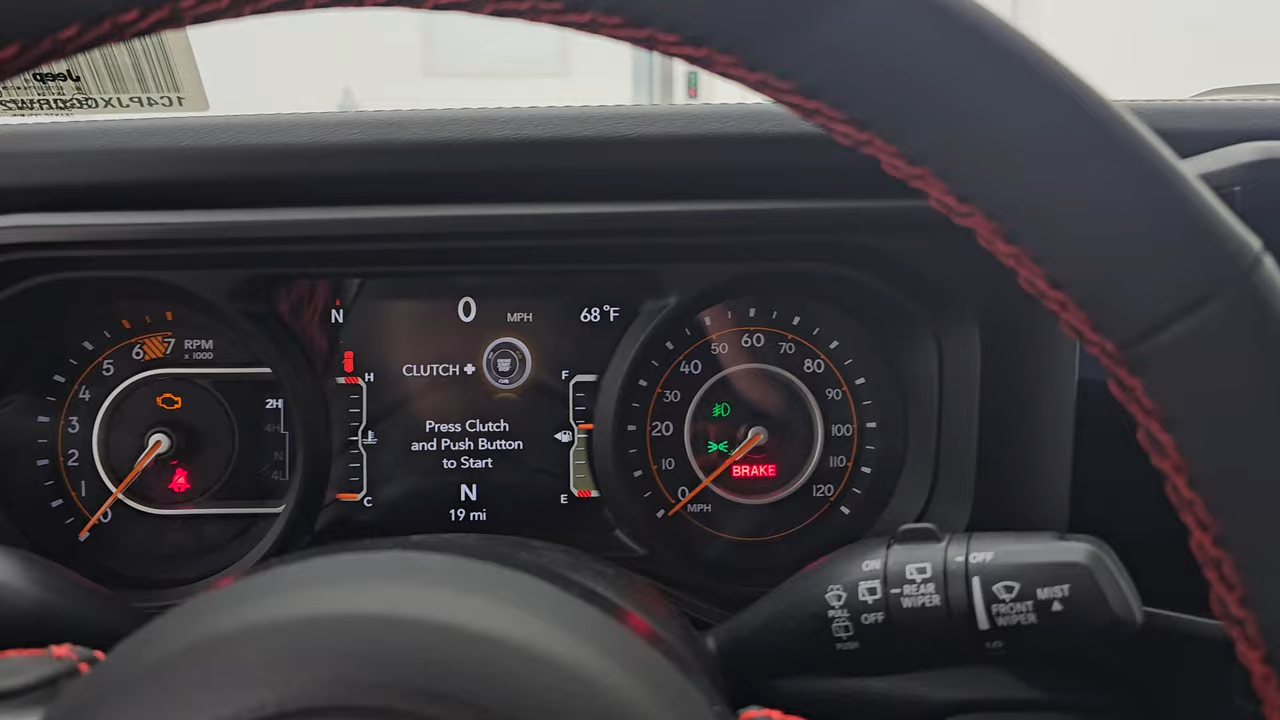 Jeep
N
0 MPH
68°F
RPM
x 1000
0 1 2 3 4 5 6 7
2H
4H
N
4L
H
C
CLUTCH +
Press Clutch
and Push Button
to Start
N
19 mi
F
E
0 10 20 30 40 50 60 70 80 90 100 110 120
MPH
BRAKE
PULL
PUSH
ON
OFF
REAR
WIPER
OFF
FRONT
WIPER
MIST
LO